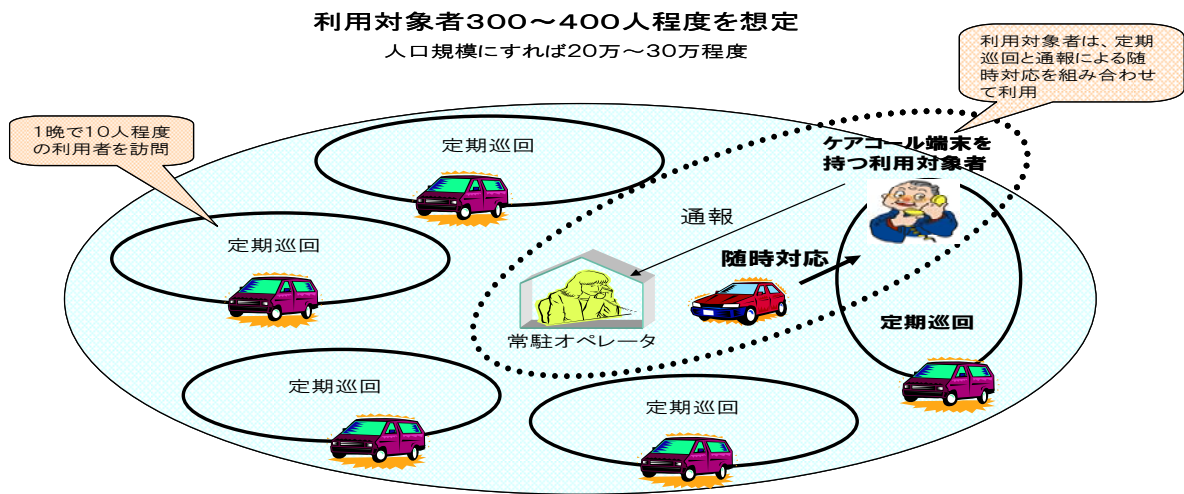 利用対象者300～400人程度を想定
人口規模にすれば20万～30万程度
利用対象者は、定期
巡回と通報による随
時対応を組み合わせ
て利用
1晩で10人程度
の利用者を訪問
定期巡回
ケアコール端末を
持つ利用対象者
通報
定期巡回
随時対応
定期巡回
常駐オペレータ
定期巡回
定期巡回